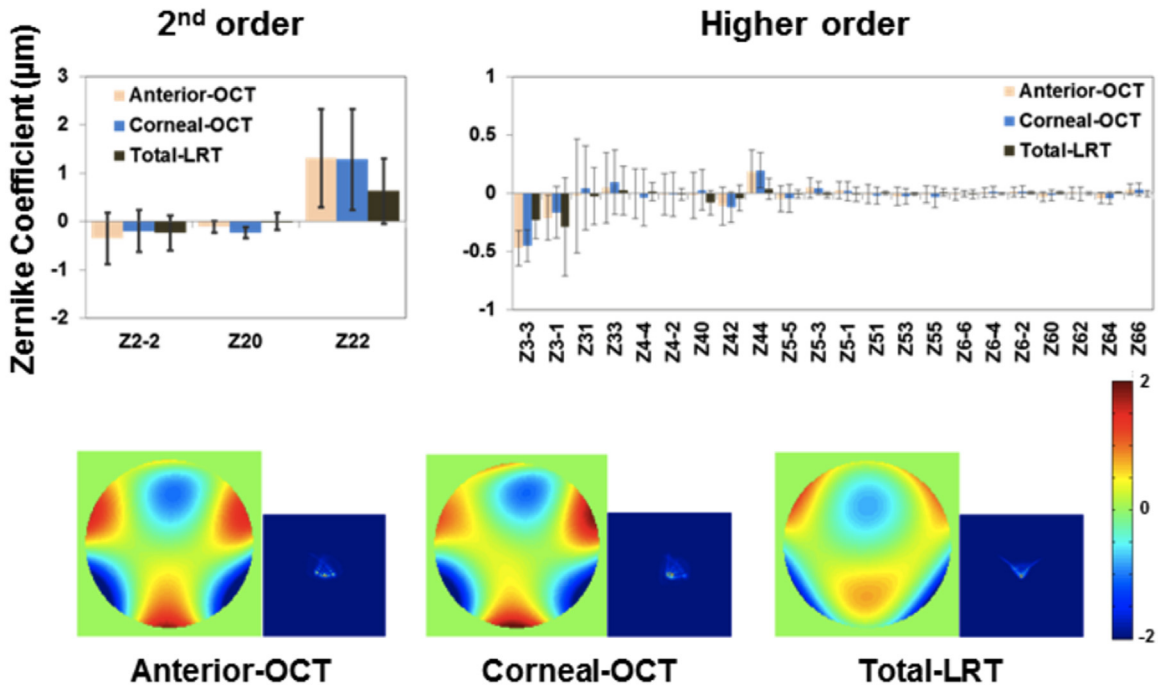 2nd order
Higher order
Zernike Coefficient (µm)
3
2
1
0
-1
-2
Anterior-OCT
Corneal-OCT
Total-LRT
Z2-2 Z20 Z22
1
0.5
0
-0.5
-1
Anterior-OCT
Corneal-OCT
Total-LRT
Z3-3 Z3-1 Z31 Z33 Z4-4 Z4-2 Z40 Z42 Z44 Z5-5 Z5-3 Z5-1 Z51 Z53 Z55 Z6-6 Z6-4 Z6-2 Z60 Z62 Z64 Z66
2
0
-2
Anterior-OCT Corneal-OCT Total-LRT